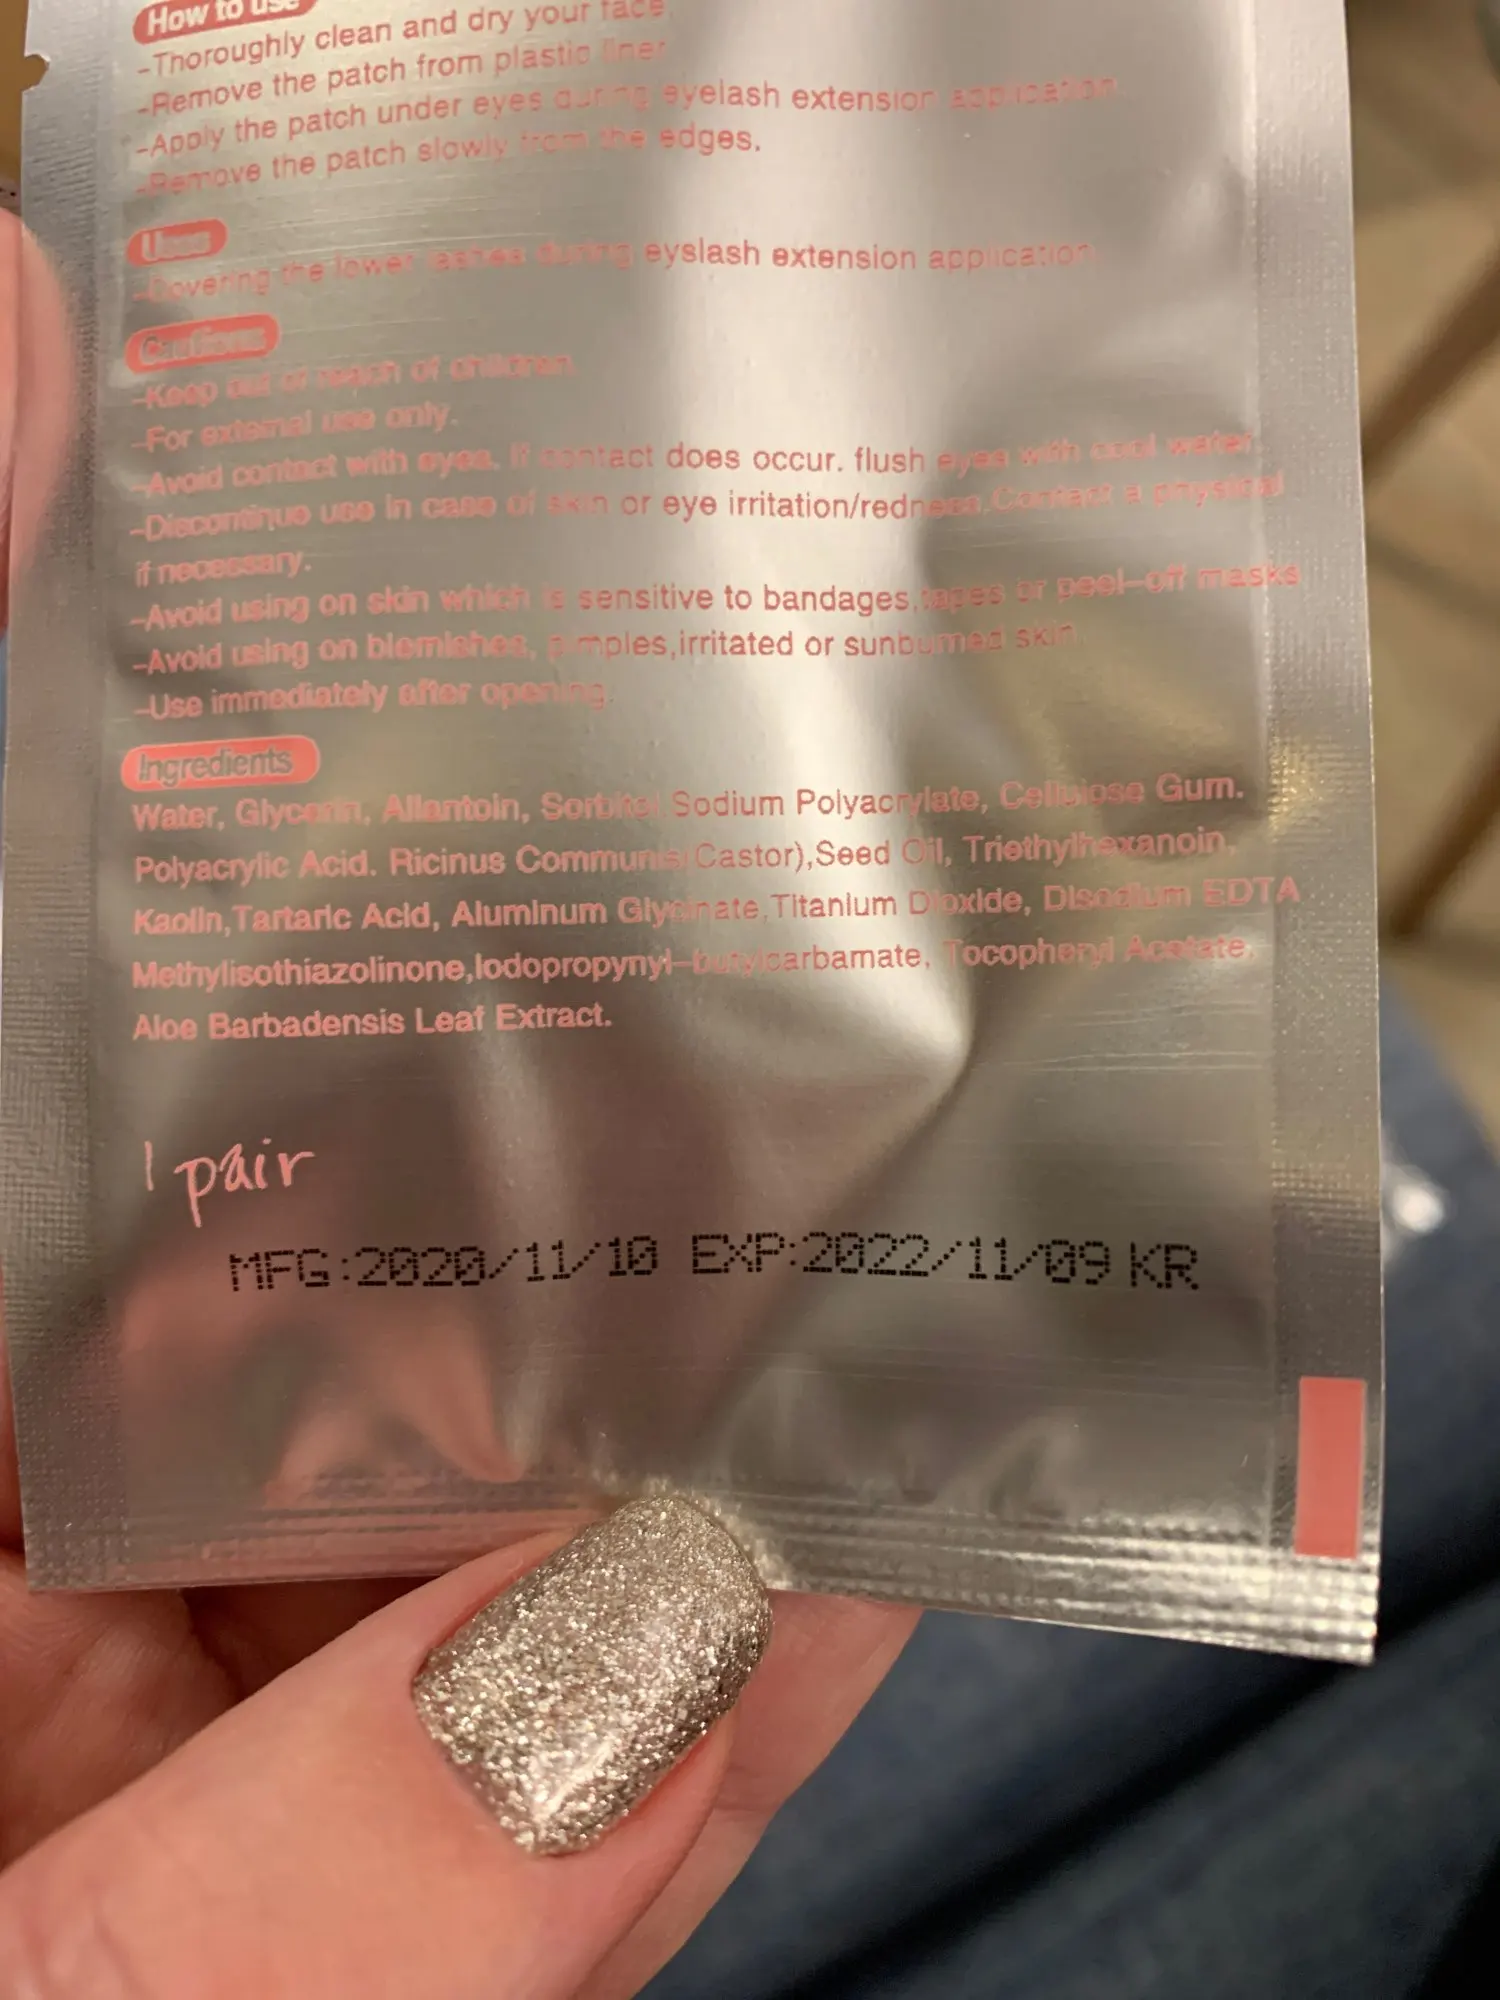 How to use
-Thoroughly clean and dry your face
-Remove the patch from plastic liner
-Apply the patch under eyes during eyelash extension application.
-Remove the patch slowly from the edges.
Uses
-Covering the lower lashes during eyslash extension application.
Cautions
-Keep out of reach of children.
-For external use only.
-Avoid contact with eyes. If contact does occur. flush eyes with cool water
-Discontinue use in case of skin or eye irritation/redness.Contact a physical
if necessary.
-Avoid using on skin which is sensitive to bandages,tapes or peel-off masks
-Avoid using on blemishes, pimples,irritated or sunburned skin.
-Use immediately after opening.
Ingredients
Water, Glycerin, Allantoin, Sorbitol Sodium Polyacrylate, Cellulose Gum.
Polyacrylic Acid. Ricinus Communis(Castor),Seed Oil, Triethylhexanoin,
Kaolin,Tartaric Acid, Aluminum Glycinate,Titanium Dioxide, Disodium EDTA
Methylisothiazolinone,Iodopropynyl-butylcarbamate, Tocopheryl Acetate.
Aloe Barbadensis Leaf Extract.
1 pair
MFG:2020/11/10 EXP:2022/11/09 KR